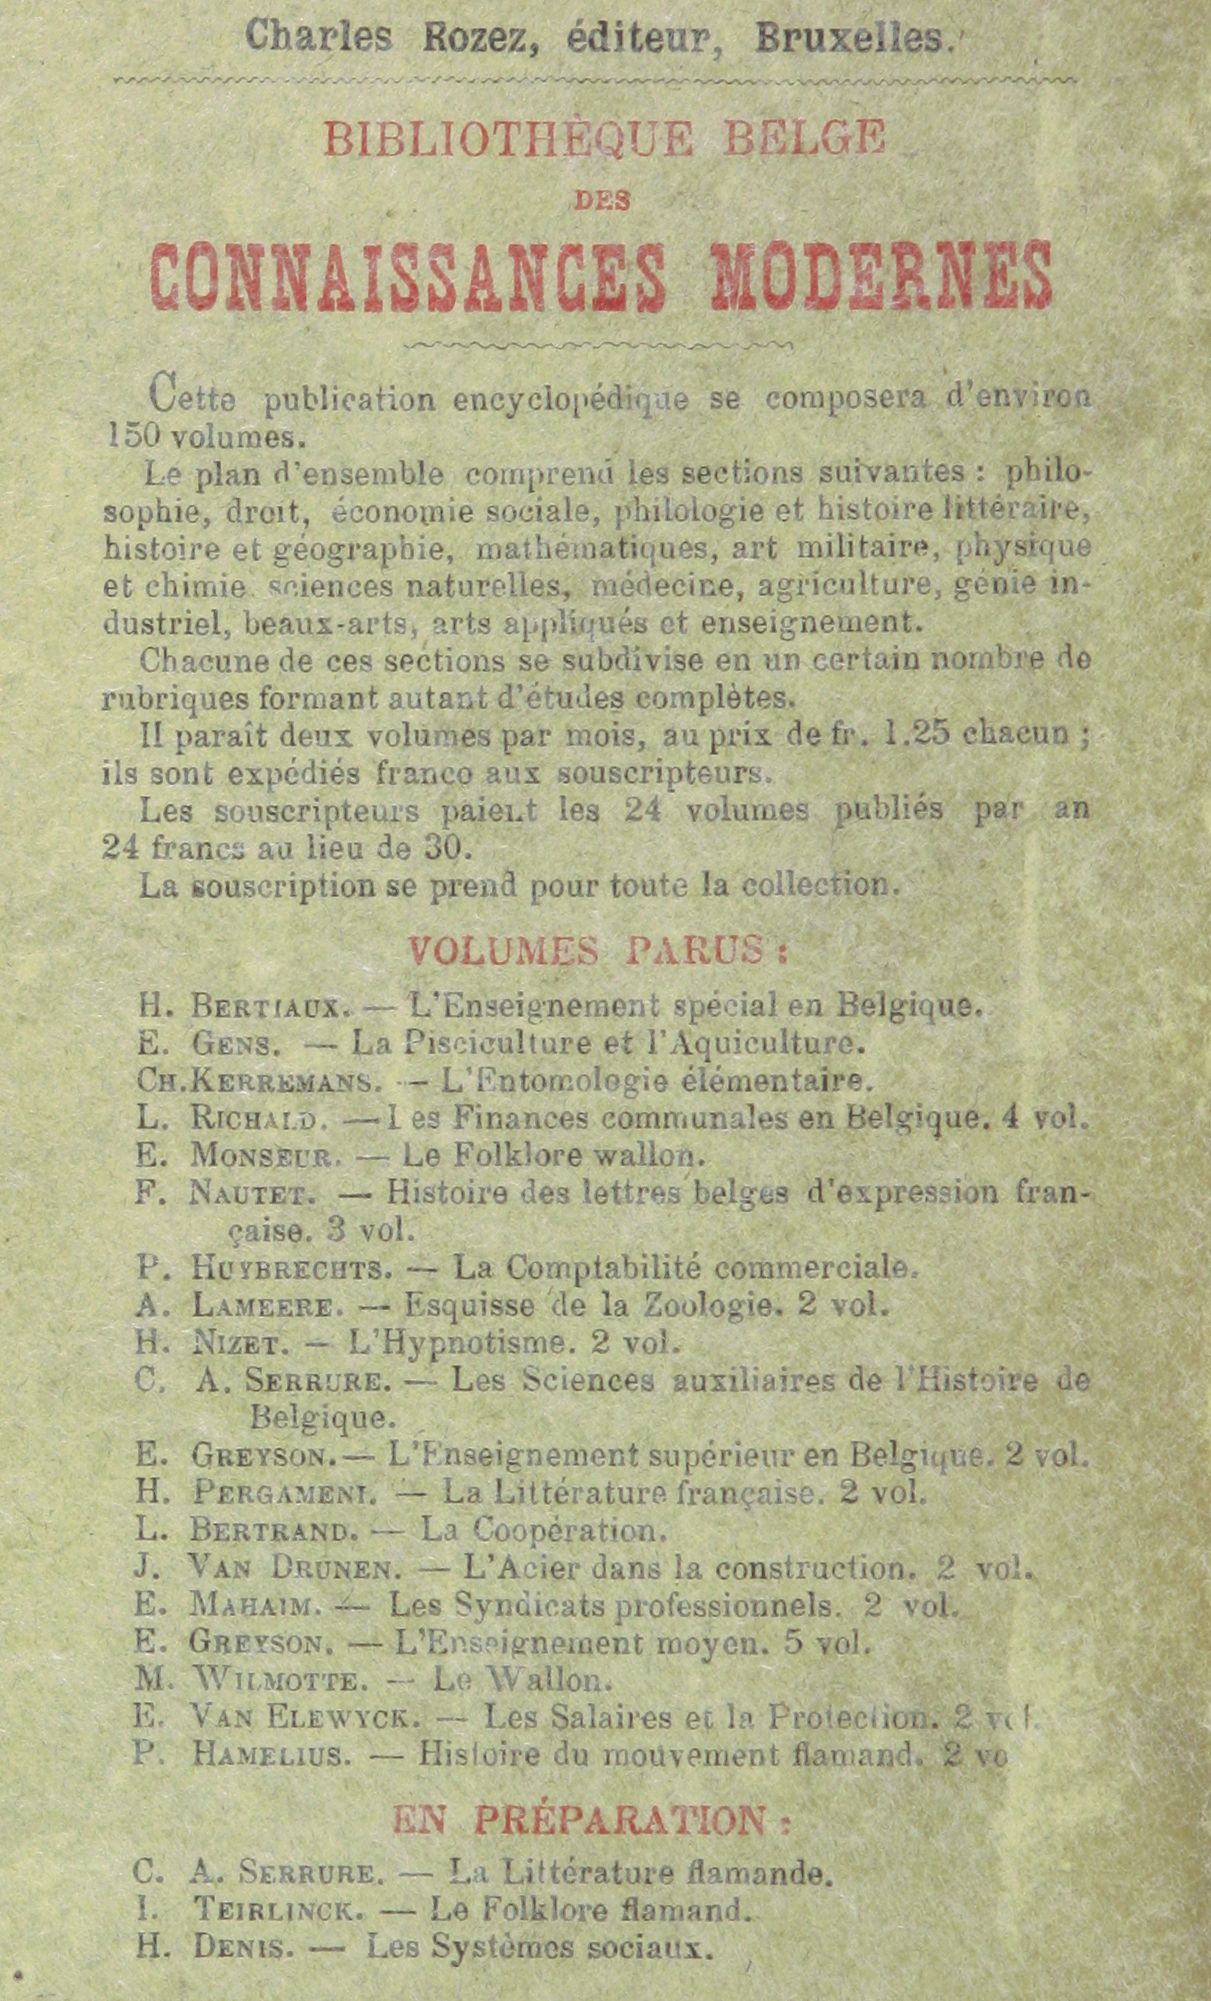 Charles Rozez, éditeur, Bruxelles.
BIBLIOTHÈQUE BELGE
DES
CONNAISSANCES MODERNES
Cette publication encyclopédique se composera d'environ
150 volumes.
Le plan d'ensemble comprend les sections suivantes : philo-
sophie, droit, économie sociale, philologie et histoire littéraire,
histoire et géographie, mathématiques, art militaire, physique
et chimie, sciences naturelles, médecine, agriculture, génie in-
dustriel, beaux-arts, arts appliqués et enseignement.
Chacune de ces sections se subdivise en un certain nombre de
rubriques formant autant d'études complètes.
Il paraît deux volumes par mois, au prix de fr. 1.25 chacun ;
ils sont expédiés franco aux souscripteurs.
Les souscripteurs paient les 24 volumes publiés par an
24 francs au lieu de 30.
La souscription se prend pour toute la collection.
VOLUMES PARUS :
H. BERTIAUX. — L'Enseignement spécial en Belgique.
E. GENS. — La Pisciculture et l'Aquiculture.
CH. KERREMANS. — L'Entomologie élémentaire.
L. RICHALD. — Les Finances communales en Belgique. 4 vol.
E. MONSEUR. — Le Folklore wallon.
F. NAUTET. — Histoire des lettres belges d'expression fran-
çaise. 3 vol.
P. HUYBRECHTS. — La Comptabilité commerciale.
A. LAMEERE. — Esquisse de la Zoologie. 2 vol.
H. NIZET. — L'Hypnotisme. 2 vol.
C. A. SERRURE. — Les Sciences auxiliaires de l'Histoire de
Belgique.
E. GREYSON. — L'Enseignement supérieur en Belgique. 2 vol.
H. PERGAMENI. — La Littérature française. 2 vol.
L. BERTRAND. — La Coopération.
J. VAN DRUNEN. — L'Acier dans la construction. 2 vol.
E. MAHAIM. — Les Syndicats professionnels. 2 vol.
E. GREYSON. — L'Enseignement moyen. 5 vol.
M. WILMOTTE. — Le Wallon.
E. VAN ELEWYCK. — Les Salaires et la Protection. 2 vol.
P. HAMELIUS. — Histoire du mouvement flamand. 2 vo
EN PRÉPARATION :
C. A. SERRURE. — La Littérature flamande.
I. TEIRLINCK. — Le Folklore flamand.
H. DENIS. — Les Systèmes sociaux.